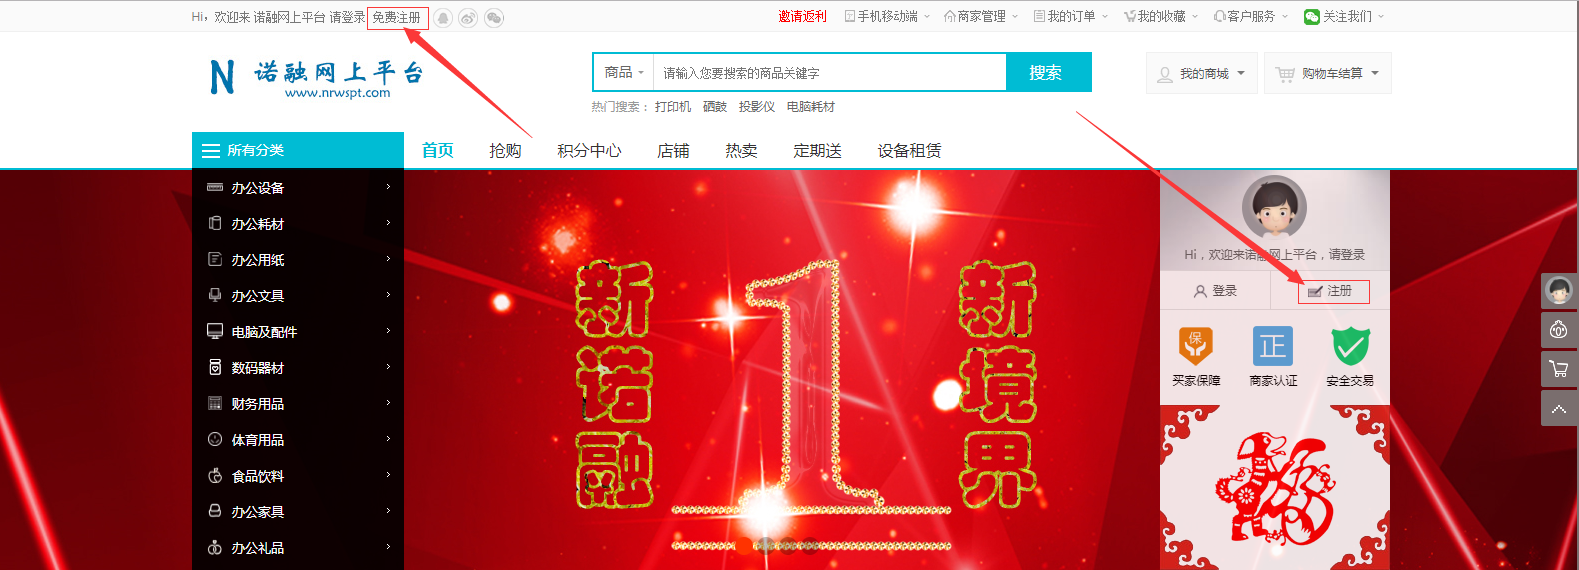 Hi，欢迎来 诺融网上平台 请登录 免费注册
邀请返利 手机移动端 商家管理 我的订单 我的收藏 客户服务 关注我们
N 诺融网上平台
www.nrwspt.com
商品 请输入您要搜索的商品关键字 搜索
我的商城 购物车结算
热门搜索： 打印机 硒鼓 投影仪 电脑耗材
所有分类 首页 抢购 积分中心 店铺 热卖 定期送 设备租赁
办公设备
办公耗材
办公用纸
办公文具
电脑及配件
数码器材
财务用品
体育用品
食品饮料
办公家具
办公礼品
新诺融
1
新境界
Hi，欢迎来诺融网上平台，请登录
登录 注册
保 正
买家保障 商家认证 安全交易